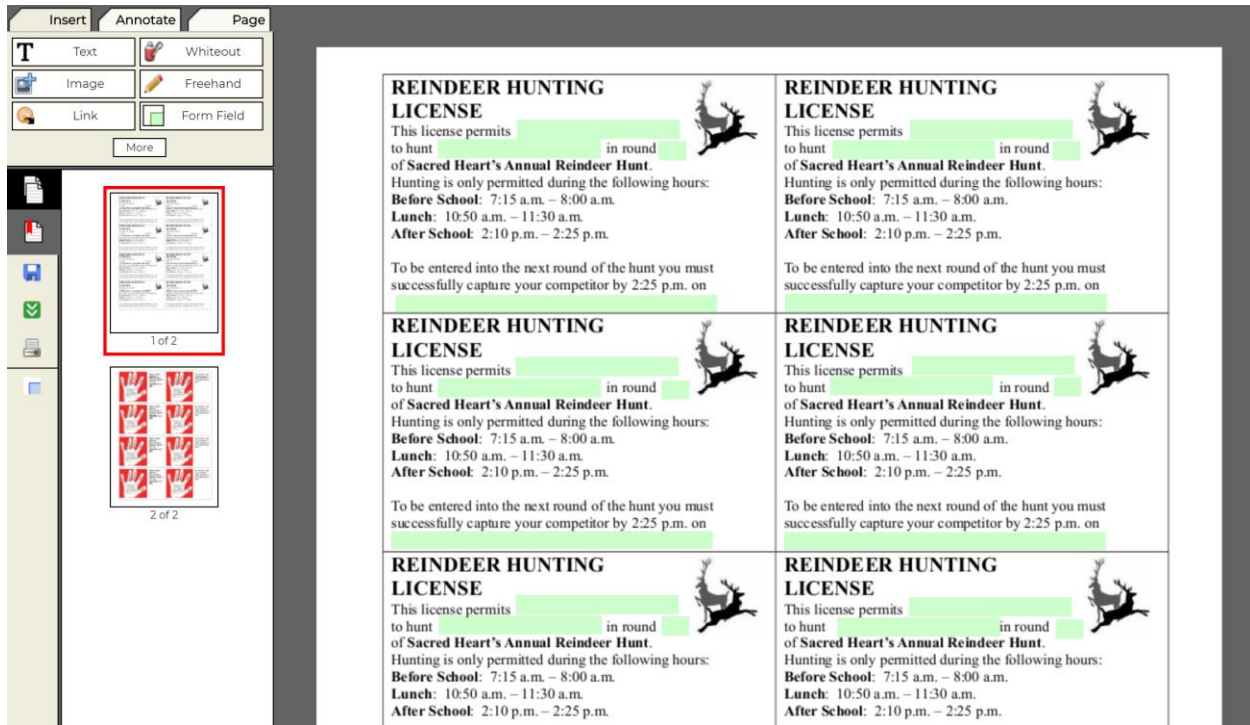 Insert Annotate Page
T Text Whiteout
Image Freehand
Link Form Field
More
1 of 2
2 of 2
REINDEER HUNTING
LICENSE
This license permits
to hunt in round
of Sacred Heart's Annual Reindeer Hunt.
Hunting is only permitted during the following hours:
Before School: 7:15 a.m. – 8:00 a.m.
Lunch: 10:50 a.m. – 11:30 a.m.
After School: 2:10 p.m. – 2:25 p.m.
To be entered into the next round of the hunt you must
successfully capture your competitor by 2:25 p.m. on
REINDEER HUNTING
LICENSE
This license permits
to hunt in round
of Sacred Heart's Annual Reindeer Hunt.
Hunting is only permitted during the following hours:
Before School: 7:15 a.m. – 8:00 a.m.
Lunch: 10:50 a.m. – 11:30 a.m.
After School: 2:10 p.m. – 2:25 p.m.
To be entered into the next round of the hunt you must
successfully capture your competitor by 2:25 p.m. on
REINDEER HUNTING
LICENSE
This license permits
to hunt in round
of Sacred Heart's Annual Reindeer Hunt.
Hunting is only permitted during the following hours:
Before School: 7:15 a.m. – 8:00 a.m.
Lunch: 10:50 a.m. – 11:30 a.m.
After School: 2:10 p.m. – 2:25 p.m.
To be entered into the next round of the hunt you must
successfully capture your competitor by 2:25 p.m. on
REINDEER HUNTING
LICENSE
This license permits
to hunt in round
of Sacred Heart's Annual Reindeer Hunt.
Hunting is only permitted during the following hours:
Before School: 7:15 a.m. – 8:00 a.m.
Lunch: 10:50 a.m. – 11:30 a.m.
After School: 2:10 p.m. – 2:25 p.m.
To be entered into the next round of the hunt you must
successfully capture your competitor by 2:25 p.m. on
REINDEER HUNTING
LICENSE
This license permits
to hunt in round
of Sacred Heart's Annual Reindeer Hunt.
Hunting is only permitted during the following hours:
Before School: 7:15 a.m. – 8:00 a.m.
Lunch: 10:50 a.m. – 11:30 a.m.
After School: 2:10 p.m. – 2:25 p.m.
REINDEER HUNTING
LICENSE
This license permits
to hunt in round
of Sacred Heart's Annual Reindeer Hunt.
Hunting is only permitted during the following hours:
Before School: 7:15 a.m. – 8:00 a.m.
Lunch: 10:50 a.m. – 11:30 a.m.
After School: 2:10 p.m. – 2:25 p.m.